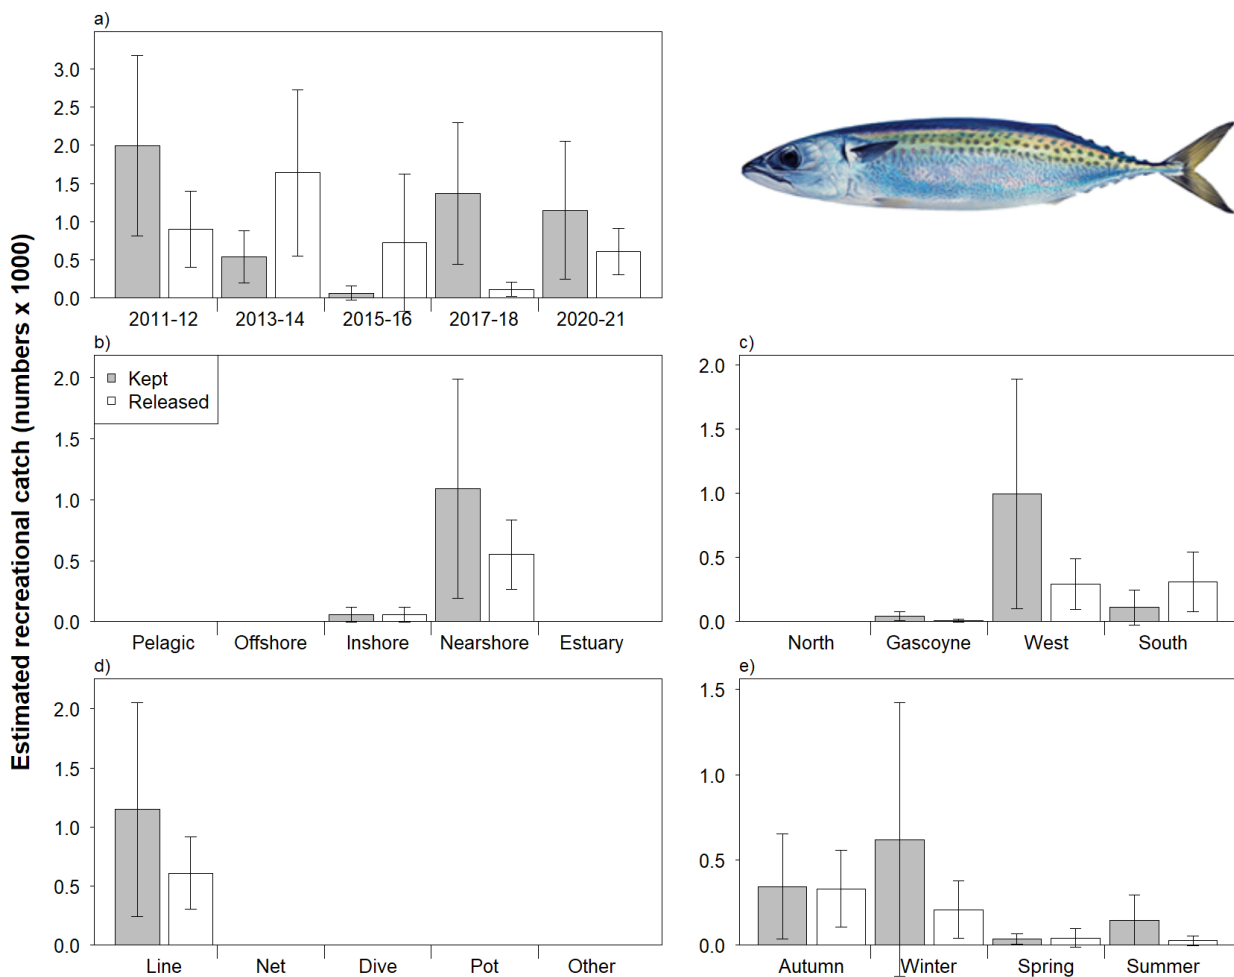 Estimated recreational catch (numbers x 1000)
a)
3.0
2.5
2.0
1.5
1.0
0.5
0.0
2011-12 2013-14 2015-16 2017-18 2020-21
b)
Kept
Released
2.0
1.5
1.0
0.5
0.0
Pelagic Offshore Inshore Nearshore Estuary
c)
2.0
1.5
1.0
0.5
0.0
North Gascoyne West South
d)
2.0
1.5
1.0
0.5
0.0
Line Net Dive Pot Other
e)
1.5
1.0
0.5
0.0
Autumn Winter Spring Summer